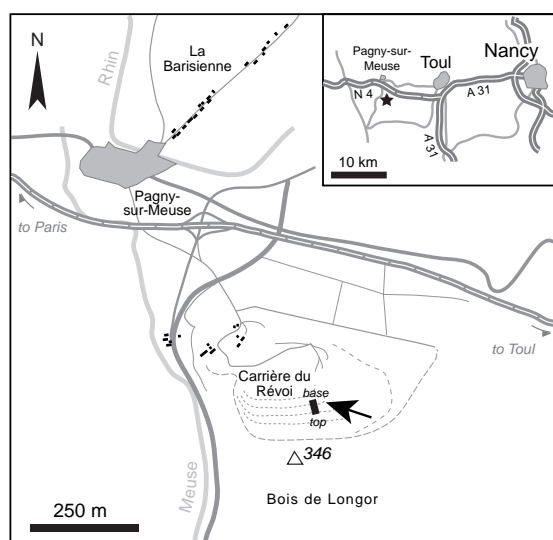 N
La
Barisienne
Rhin
Pagny-
sur-Meuse
to Paris
to Toul
Carrière du
Révoi
base
top
346
Meuse
Bois de Longor
250 m
Pagny-sur-
Meuse
Toul
Nancy
N 4
A 31
A 31
10 km